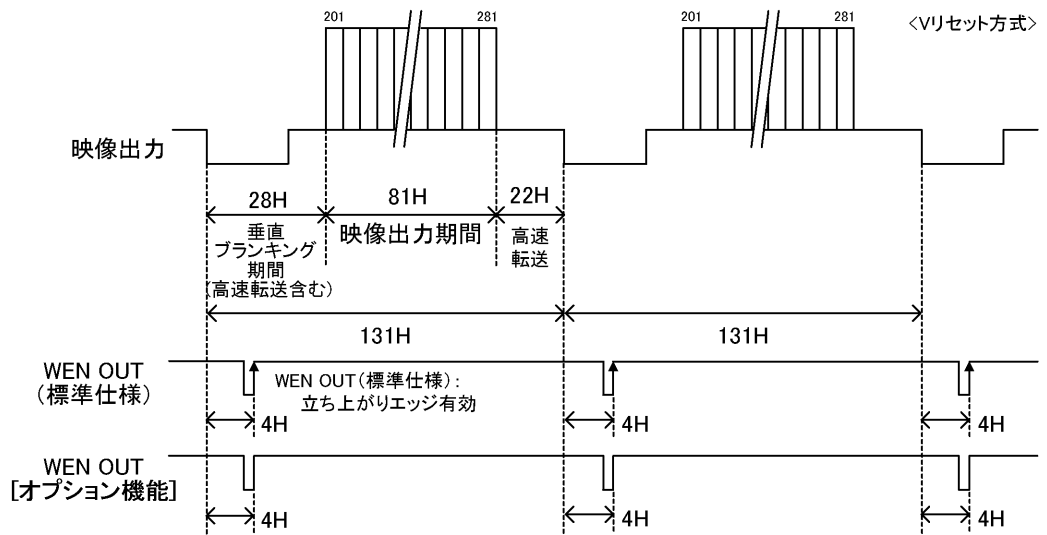 201
281
201
281
<Vリセット方式>
映像出力
28H
81H
22H
垂直
ブランキング
期間
(高速転送含む)
映像出力期間
高速
転送
131H
131H
WEN OUT
(標準仕様)
WEN OUT(標準仕様):
立ち上がりエッジ有効
4H
4H
4H
WEN OUT
[オプション機能]
4H
4H
4H